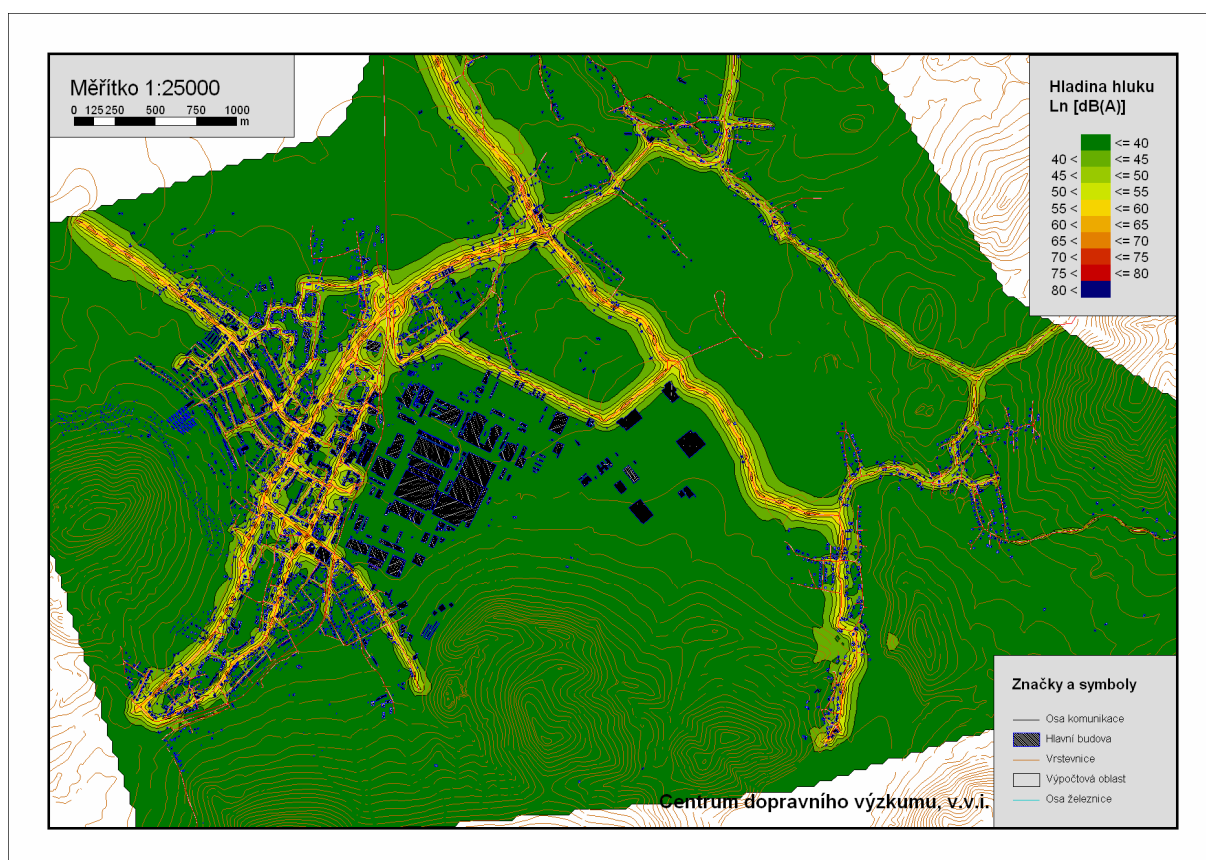 Měřítko 1:25000
0 125 250 500 750 1000
m
Hladina hluku
Ln [dB(A)]
<= 40
40 < <= 45
45 < <= 50
50 < <= 55
55 < <= 60
60 < <= 65
65 < <= 70
70 < <= 75
75 < <= 80
80 <
Značky a symboly
Osa komunikace
Hlavní budova
Vrstevnice
Výpočtová oblast
Osa železnice
Centrum dopravního výzkumu, v.v.i.